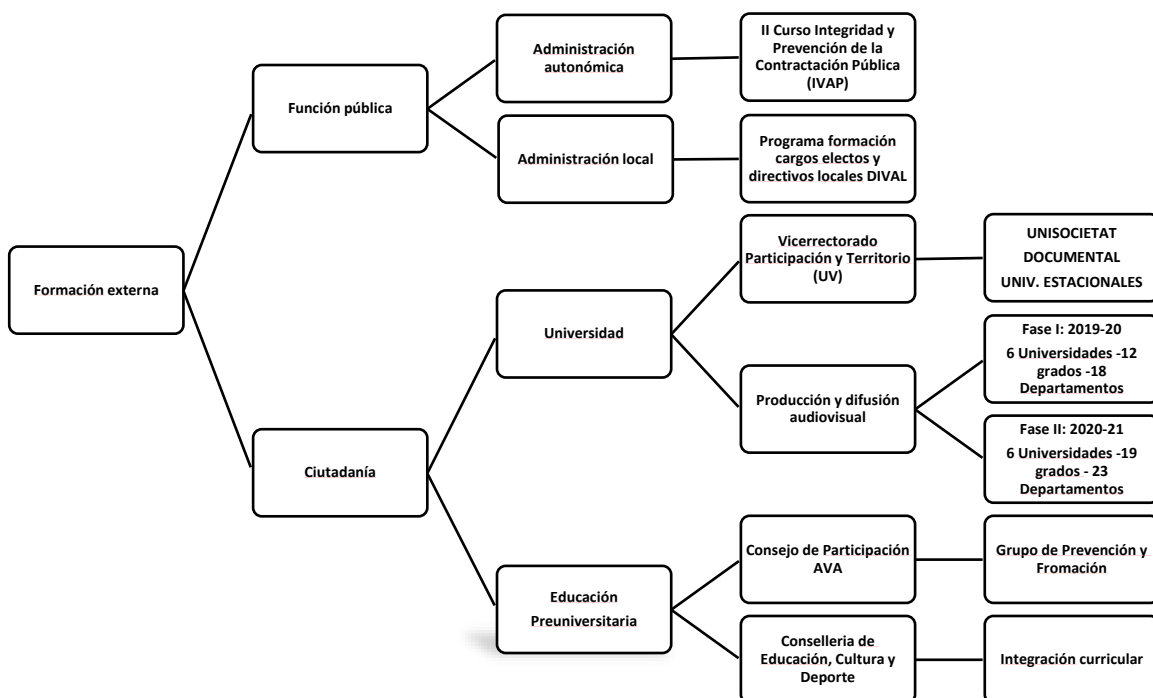 Formación externa
Función pública
Administración
autonómica
II Curso Integridad y
Prevención de la
Contractación Pública
(IVAP)
Administración local
Programa formación
cargos electos y
directivos locales DIVAL
Ciutadanía
Universidad
Vicerrectorado
Participación y Territorio
(UV)
UNISOCIETAT
DOCUMENTAL
UNIV. ESTACIONALES
Producción y difusión
audiovisual
Fase I: 2019-20
6 Universidades -12
grados -18
Departamentos
Fase II: 2020-21
6 Universidades -19
grados - 23
Departamentos
Educación
Preuniversitaria
Consejo de Participación
AVA
Grupo de Prevención y
Fromación
Conselleria de
Educación, Cultura y
Deporte
Integración curricular